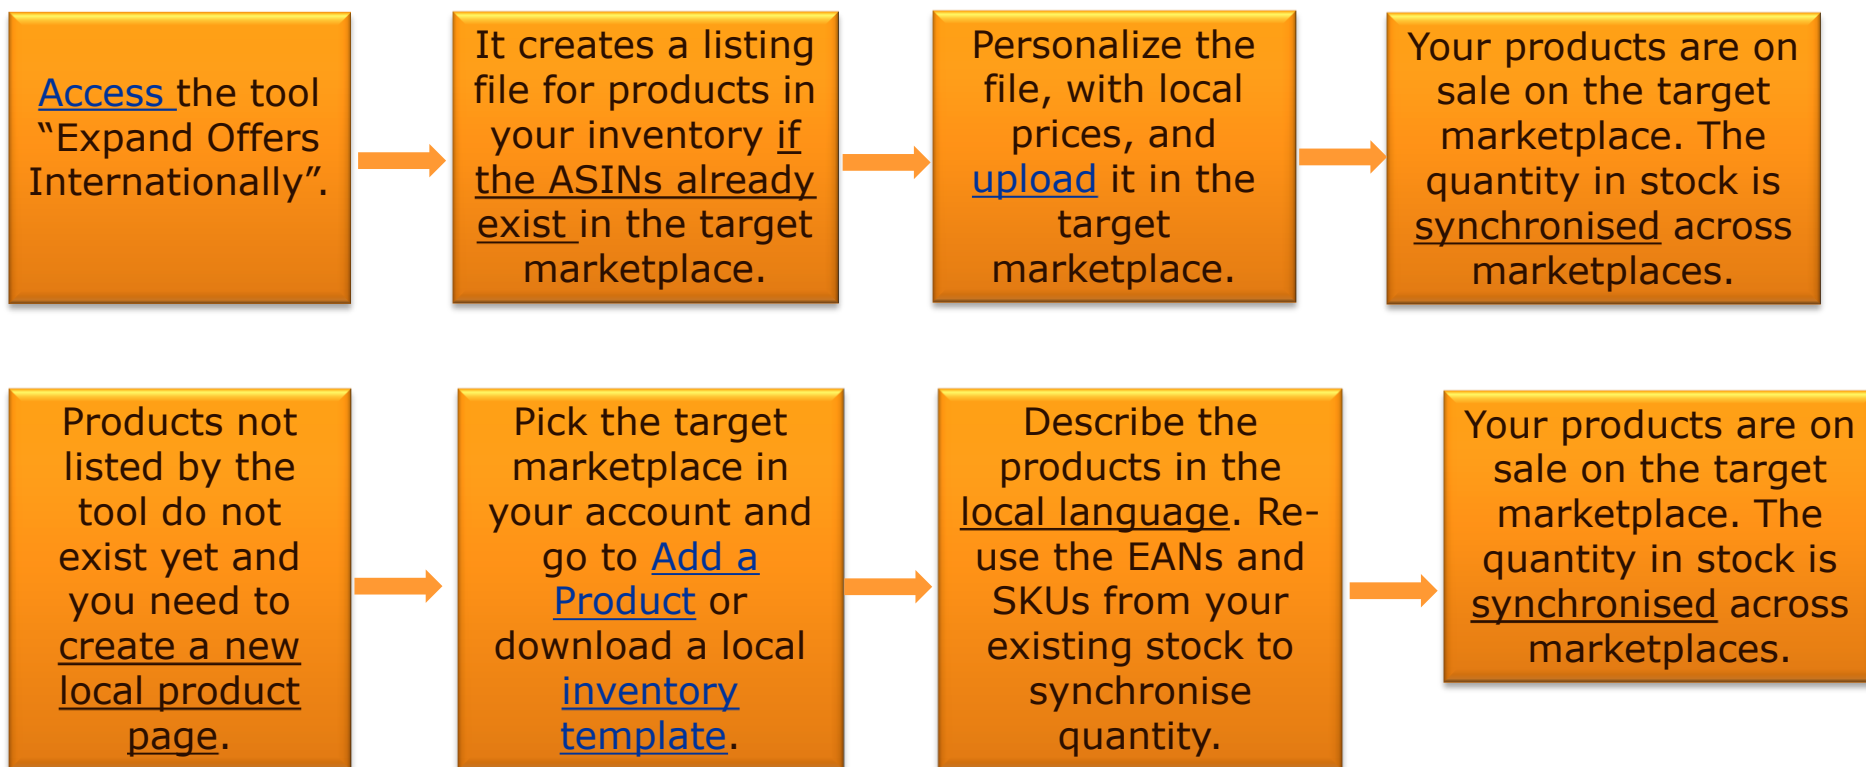 Access the tool
“Expand Offers
Internationally”.
It creates a listing
file for products in
your inventory if
the ASINs already
exist in the target
marketplace.
Personalize the
file, with local
prices, and
upload it in the
target
marketplace.
Your products are on
sale on the target
marketplace. The
quantity in stock is
synchronised across
marketplaces.
Products not
listed by the
tool do not
exist yet and
you need to
create a new
local product
page.
Pick the target
marketplace in
your account and
go to Add a
Product or
download a local
inventory
template.
Describe the
products in the
local language. Re-
use the EANs and
SKUs from your
existing stock to
synchronise
quantity.
Your products are on
sale on the target
marketplace. The
quantity in stock is
synchronised across
marketplaces.